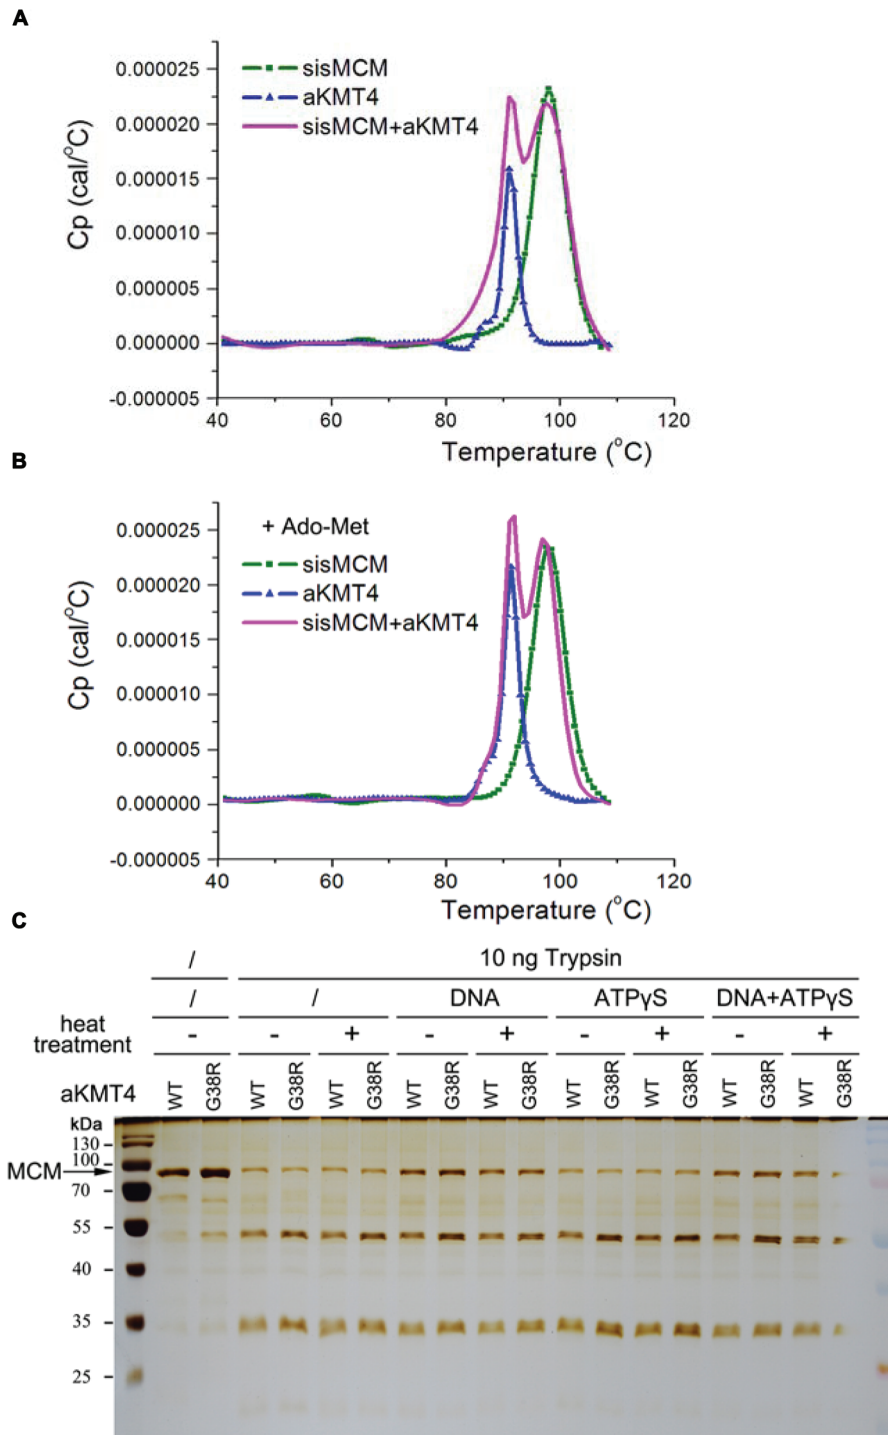 A
0.000025
0.000020
0.000015
0.000010
0.000005
0.000000
-0.000005
Cp (cal/°C)
sisMCM
aKMT4
sisMCM+aKMT4
40 60 80 100 120
Temperature (°C)
B
0.000025
0.000020
0.000015
0.000010
0.000005
0.000000
-0.000005
Cp (cal/°C)
+ Ado-Met
sisMCM
aKMT4
sisMCM+aKMT4
40 60 80 100 120
Temperature (°C)
C
/ 10 ng Trypsin
/ / DNA ATPγS DNA+ATPγS
heat treatment - - + - + - + - +
aKMT4 WT G38R WT G38R WT G38R WT G38R WT G38R WT G38R WT G38R WT G38R WT G38R
kDa
130
100
MCM
70
55
40
35
25